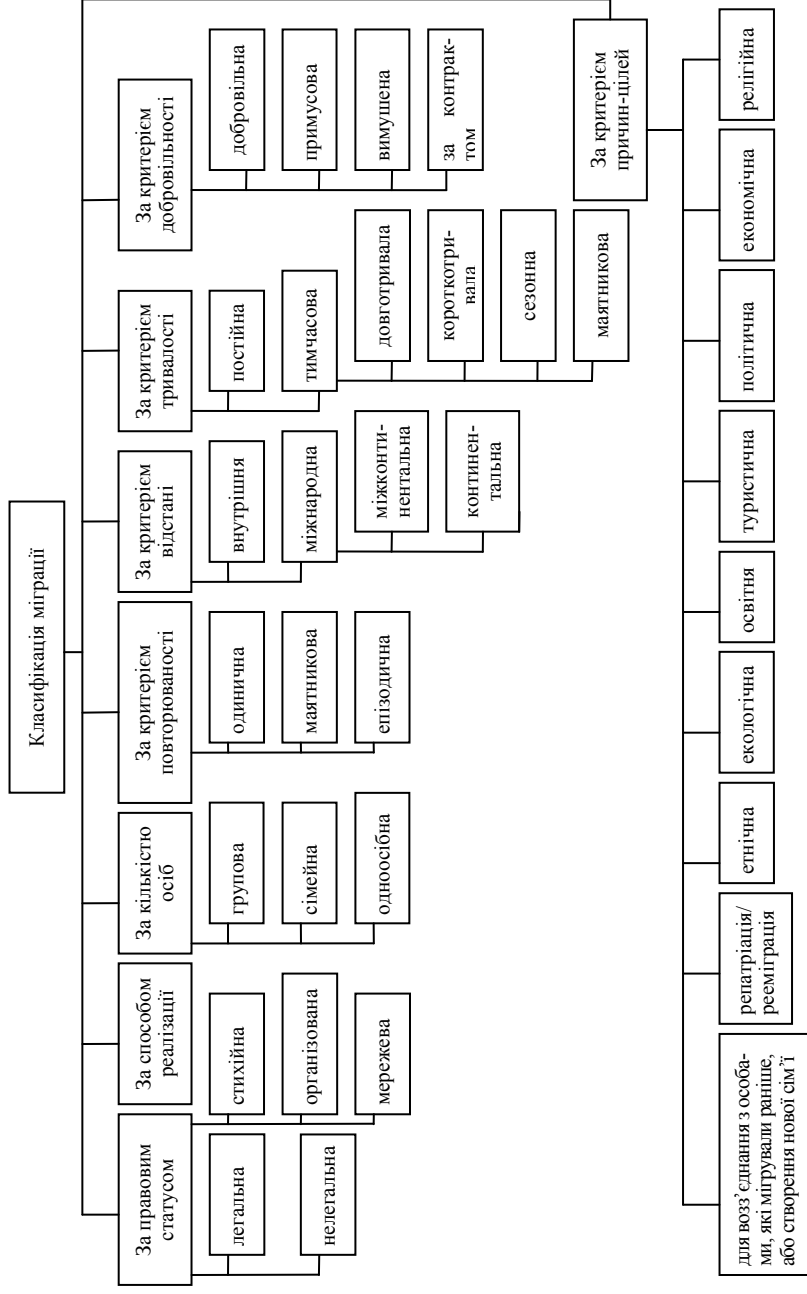 Класифікація міграції
За правовим
статусом
легальна
нелегальна
За способом
реалізації
стихійна
організована
мережева
За кількістю
осіб
групова
сімейна
одноосібна
За критерієм
повторюваності
одинична
маятникова
епізодична
За критерієм
відстані
внутрішня
міжнародна
міжконти-
нентальна
континен-
тальна
За критерієм
тривалості
постійна
тимчасова
довготривала
короткотри-
вала
сезонна
маятникова
За критерієм
добровільності
добровільна
примусова
вимушена
за контрак-
том
За критерієм
причин-цілей
для возз’єднання з особа-
ми, які мігрували раніше,
або створення нової сім’ї
репатріація/
рееміграція
етнічна
екологічна
освітня
туристична
політична
економічна
релігійна